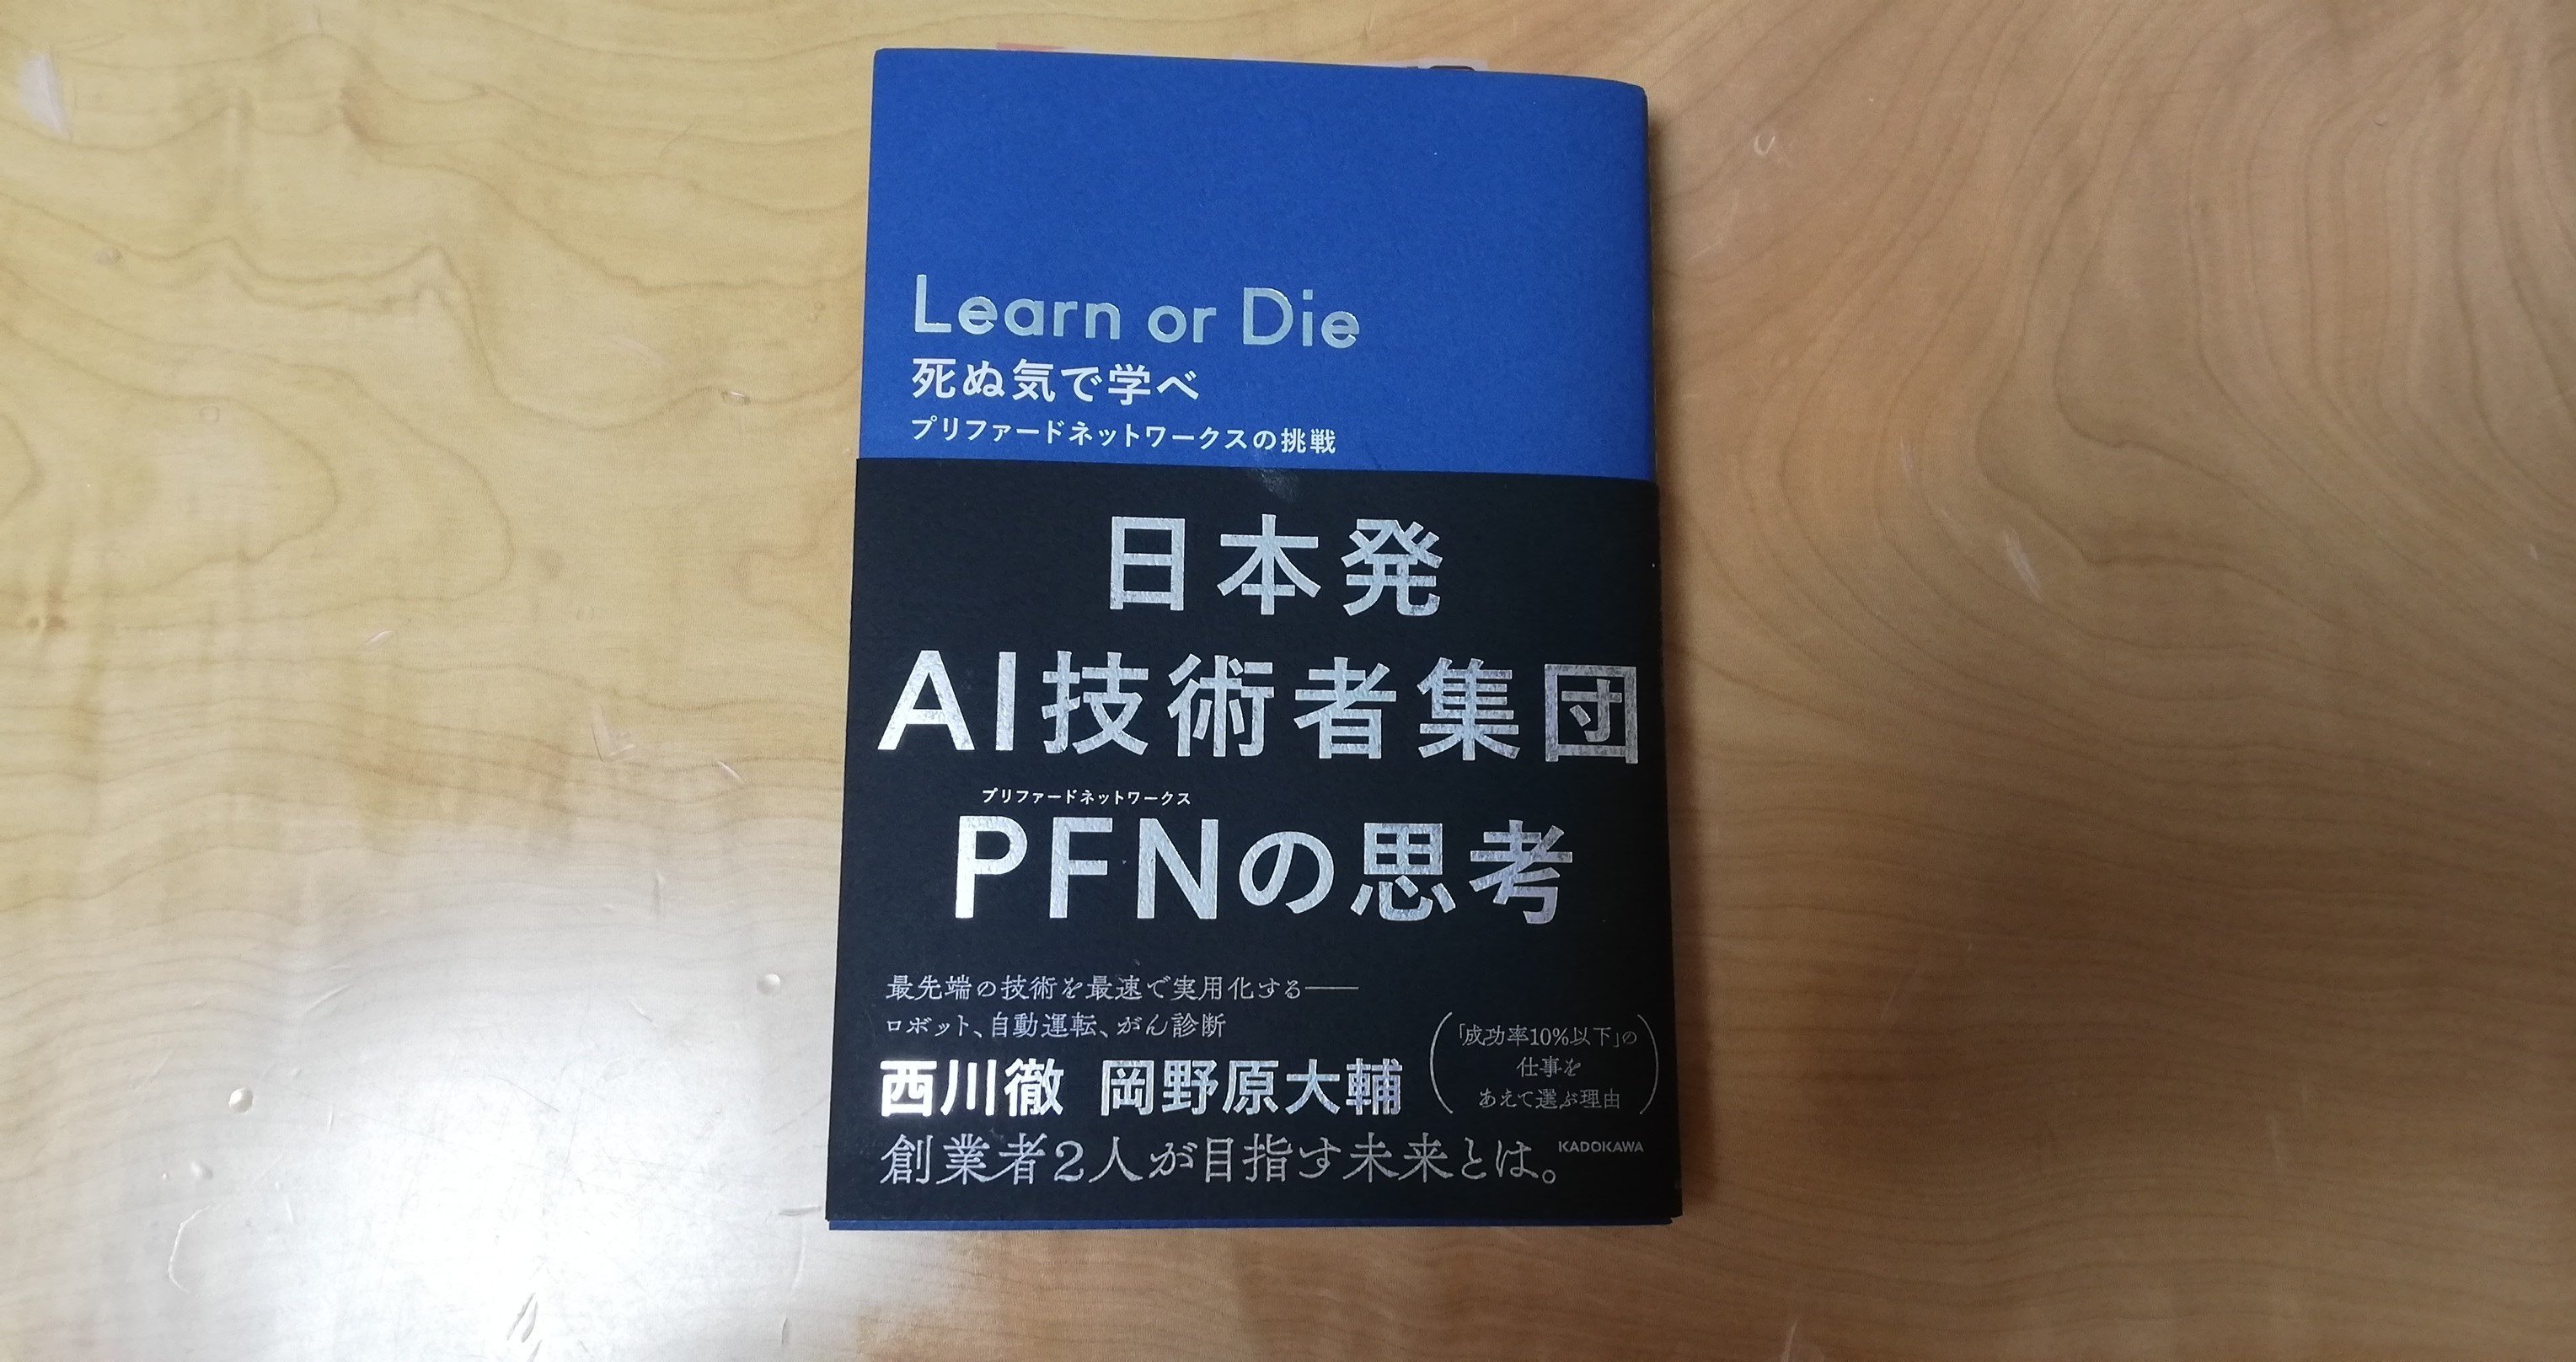 Learn or Die
死ぬ気で学べ
プリファードネットワークスの挑戦
日本発
AI技術者集団
プリファードネットワークス
PFNの思考
最先端の技術を最速で実用化する――
ロボット、自動運転、がん診断
西川徹 岡野原大輔
「成功率10%以下」の
仕事を
あえて選ぶ理由
創業者2人が目指す未来とは。
KADOKAWA